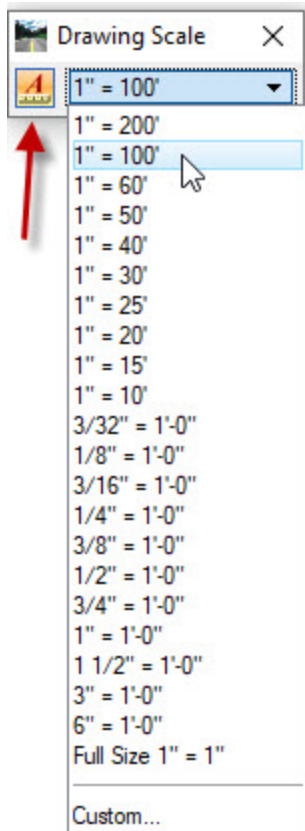 Drawing Scale
A
1" = 100'
1" = 200'
1" = 100'
1" = 60'
1" = 50'
1" = 40'
1" = 30'
1" = 25'
1" = 20'
1" = 15'
1" = 10'
3/32" = 1'-0"
1/8" = 1'-0"
3/16" = 1'-0"
1/4" = 1'-0"
3/8" = 1'-0"
1/2" = 1'-0"
3/4" = 1'-0"
1" = 1'-0"
1 1/2" = 1'-0"
3" = 1'-0"
6" = 1'-0"
Full Size 1" = 1"
Custom...